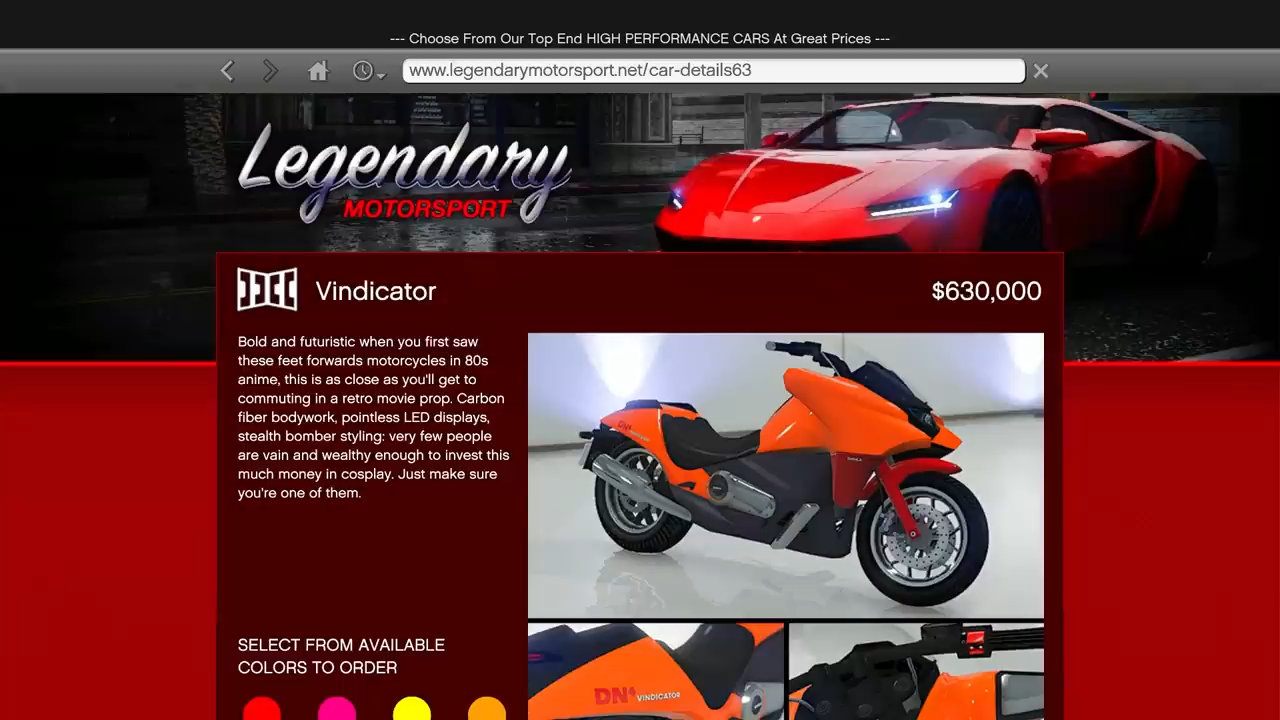 --- Choose From Our Top End HIGH PERFORMANCE CARS At Great Prices ---
www.legendarymotorsport.net/car-details63
Legendary
MOTORSPORT
Vindicator
$630,000
Bold and futuristic when you first saw
these feet forwards motorcycles in 80s
anime, this is as close as you'll get to
commuting in a retro movie prop. Carbon
fiber bodywork, pointless LED displays,
stealth bomber styling: very few people
are vain and wealthy enough to invest this
much money in cosplay. Just make sure
you're one of them.
SELECT FROM AVAILABLE
COLORS TO ORDER
VINDICATOR